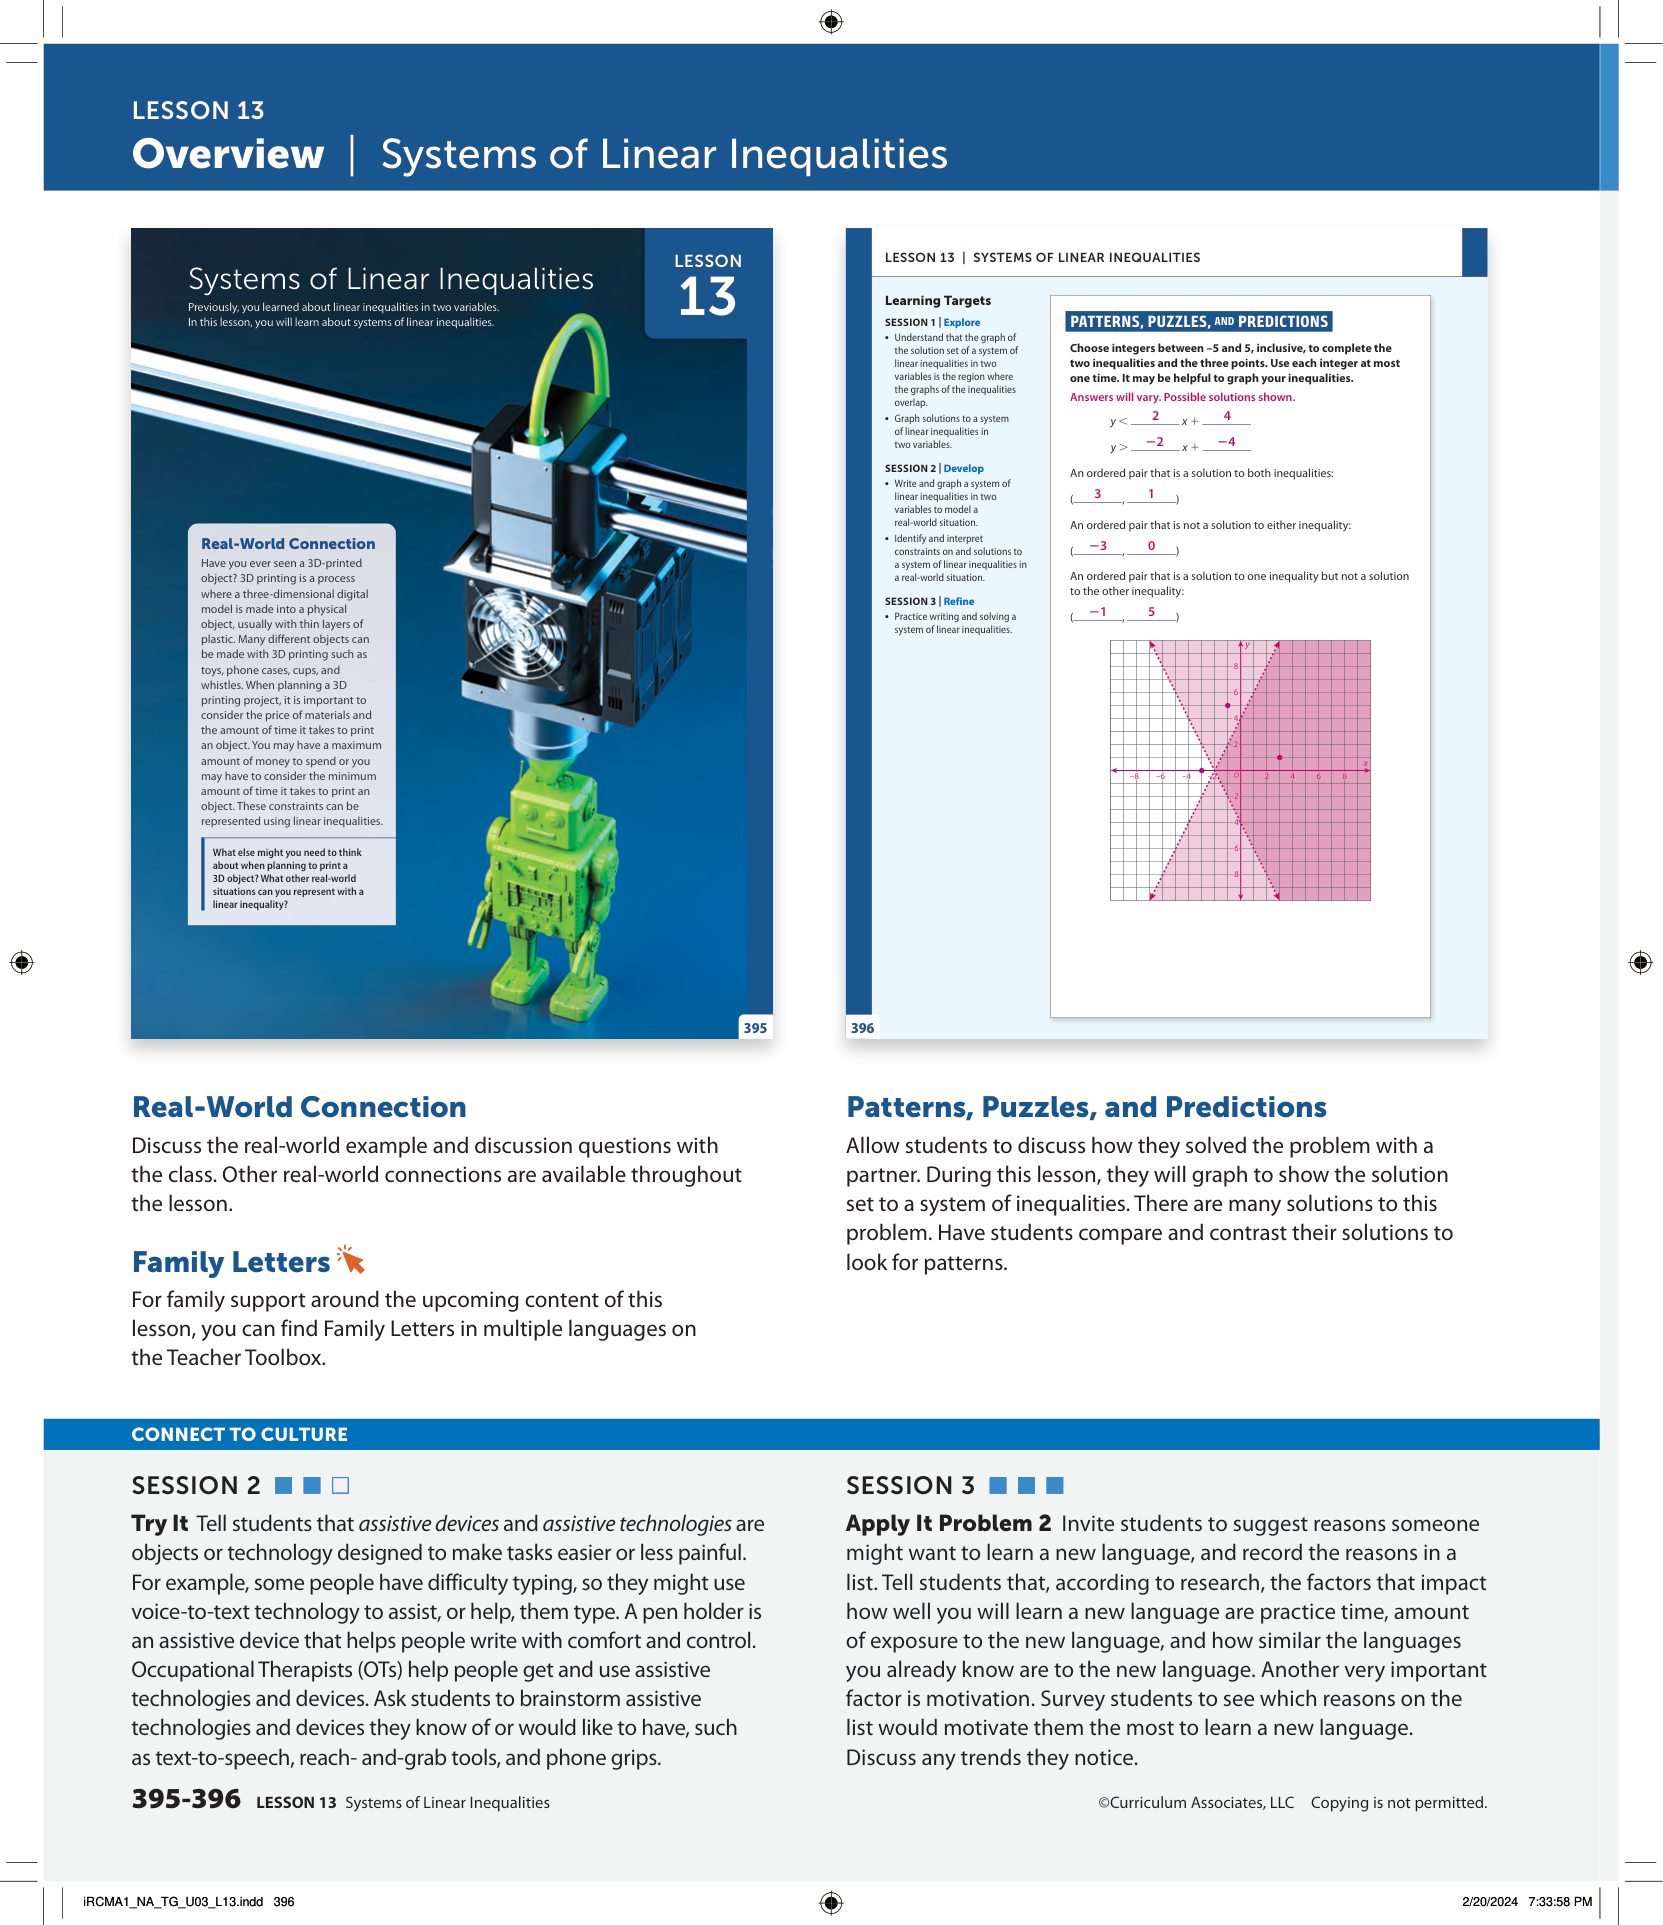 LESSON 13
Overview | Systems of Linear Inequalities
Systems of Linear Inequalities
Previously, you learned about linear inequalities in two variables.
In this lesson, you will learn about systems of linear inequalities.
LESSON
13
Real-World Connection
Have you ever seen a 3D-printed
object? 3D printing is a process
where a three-dimensional digital
model is made into a physical
object, usually with thin layers of
plastic. Many different objects can
be made with 3D printing such as
toys, phone cases, cups, and
whistles. When planning a 3D
printing project, it is important to
consider the price of materials and
the amount of time it takes to print
an object. You may have a maximum
amount of money to spend or you
may have to consider the minimum
amount of time it takes to print an
object. These constraints can be
represented using linear inequalities.
What else might you need to think
about when planning to print a
3D object? What other real-world
situations can you represent with a
linear inequality?
395
LESSON 13 | SYSTEMS OF LINEAR INEQUALITIES
Learning Targets
SESSION 1 | Explore
• Understand that the graph of
the solution set of a system of
linear inequalities in two
variables is the region where
the graphs of the inequalities
overlap.
• Graph solutions to a system
of linear inequalities in
two variables.
SESSION 2 | Develop
• Write and graph a system of
linear inequalities in two
variables to model a
real-world situation.
• Identify and interpret
constraints on and solutions to
a system of linear inequalities in
a real-world situation.
SESSION 3 | Refine
• Practice writing and solving a
system of linear inequalities.
PATTERNS, PUZZLES, AND PREDICTIONS
Choose integers between –5 and 5, inclusive, to complete the
two inequalities and the three points. Use each integer at most
one time. It may be helpful to graph your inequalities.
Answers will vary. Possible solutions shown.
y < 2 x + 4
y > −2 x + −4
An ordered pair that is a solution to both inequalities:
( 3 , 1 )
An ordered pair that is not a solution to either inequality:
( −3 , 0 )
An ordered pair that is a solution to one inequality but not a solution
to the other inequality:
( −1 , 5 )
y
8
6
4
2
–8 –6 –4 –2 O 2 4 6 8 x
–2
–4
–6
–8
396
Real-World Connection
Discuss the real-world example and discussion questions with
the class. Other real-world connections are available throughout
the lesson.
Family Letters
For family support around the upcoming content of this
lesson, you can find Family Letters in multiple languages on
the Teacher Toolbox.
Patterns, Puzzles, and Predictions
Allow students to discuss how they solved the problem with a
partner. During this lesson, they will graph to show the solution
set to a system of inequalities. There are many solutions to this
problem. Have students compare and contrast their solutions to
look for patterns.
CONNECT TO CULTURE
SESSION 2
Try It Tell students that assistive devices and assistive technologies are
objects or technology designed to make tasks easier or less painful.
For example, some people have difficulty typing, so they might use
voice-to-text technology to assist, or help, them type. A pen holder is
an assistive device that helps people write with comfort and control.
Occupational Therapists (OTs) help people get and use assistive
technologies and devices. Ask students to brainstorm assistive
technologies and devices they know of or would like to have, such
as text-to-speech, reach- and-grab tools, and phone grips.
SESSION 3
Apply It Problem 2 Invite students to suggest reasons someone
might want to learn a new language, and record the reasons in a
list. Tell students that, according to research, the factors that impact
how well you will learn a new language are practice time, amount
of exposure to the new language, and how similar the languages
you already know are to the new language. Another very important
factor is motivation. Survey students to see which reasons on the
list would motivate them the most to learn a new language.
Discuss any trends they notice.
395-396 LESSON 13 Systems of Linear Inequalities
©Curriculum Associates, LLC Copying is not permitted.
iRCMA1_NA_TG_U03_L13.indd 396
2/20/2024 7:33:58 PM